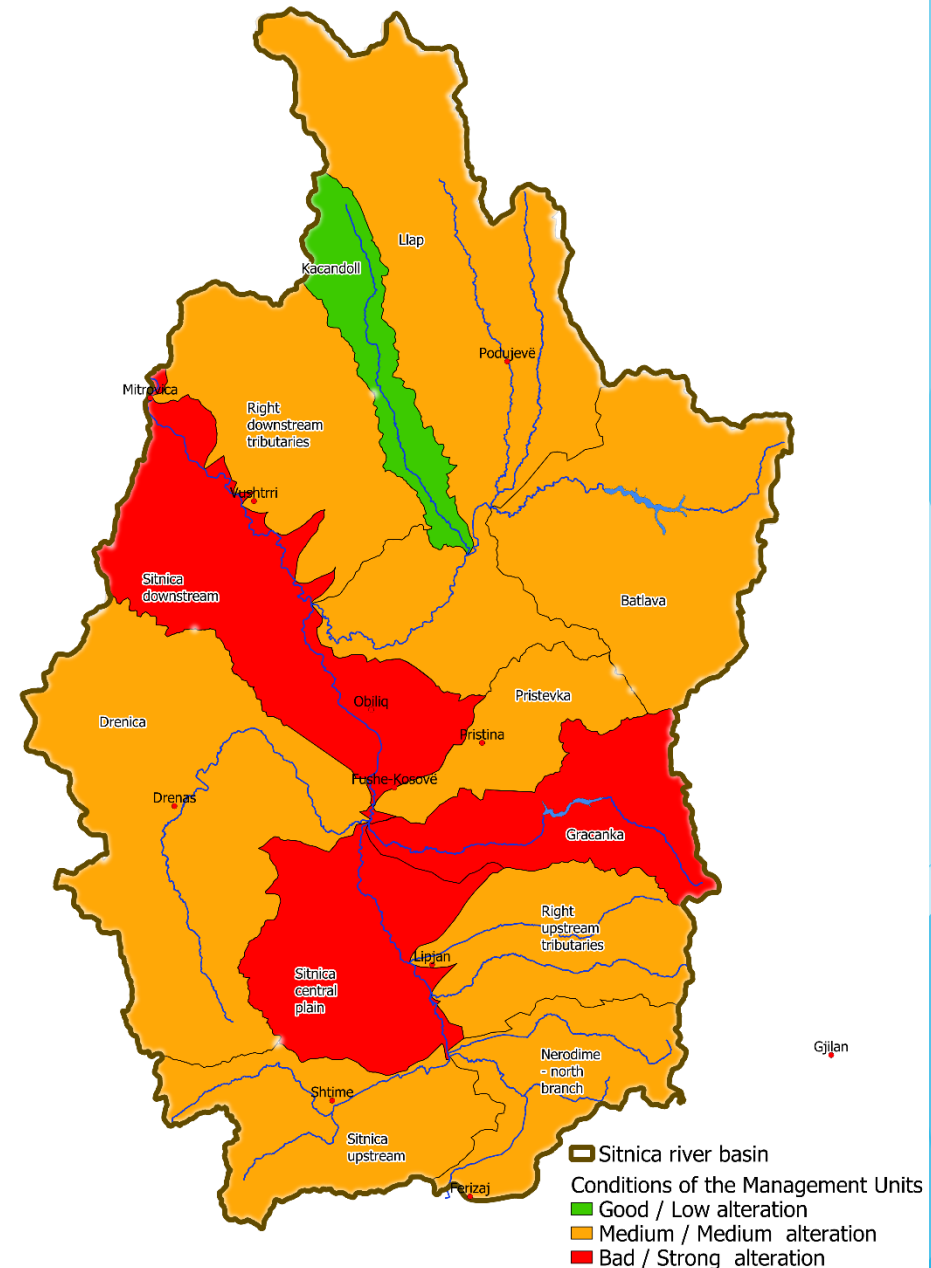 Llap
Kacandoll
Podujevë
Mitrovica
Right
downstream
tributaries
Vushtrri
Sitnica
downstream
Batlava
Pristevka
Obiliq
Drenica
Pristina
Fushe-Kosovë
Drenas
Gracanka
Right
upstream
tributaries
Lipjan
Sitnica
central
plain
Gjilan
Nerodime
- north
branch
Shtime
Sitnica
upstream
Ferizaj
Sitnica river basin
Conditions of the Management Units
Good / Low alteration
Medium / Medium alteration
Bad / Strong alteration